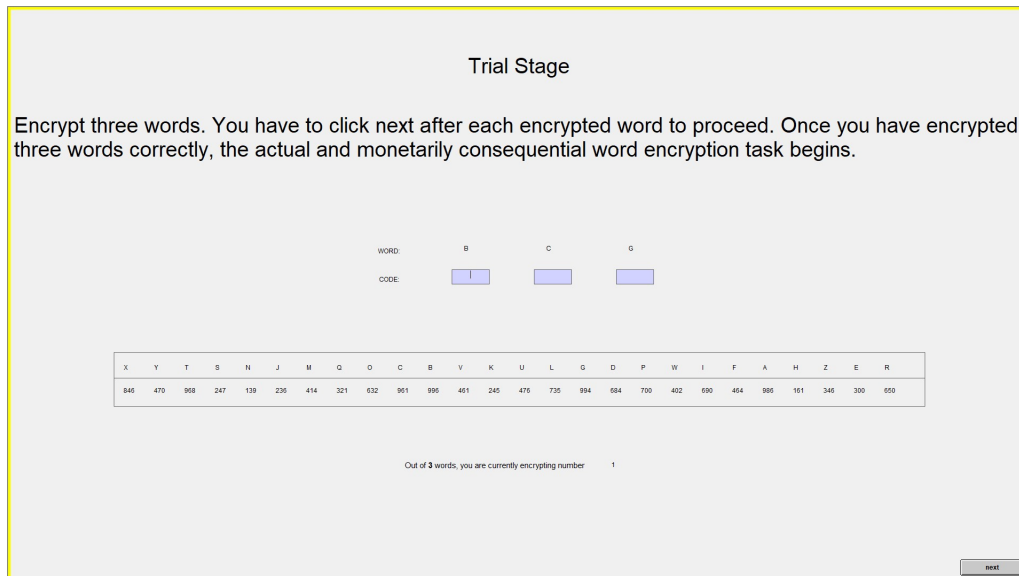 Trial Stage
Encrypt three words. You have to click next after each encrypted word to proceed. Once you have encrypted
three words correctly, the actual and monetarily consequential word encryption task begins.
WORD: B C G
CODE:
X Y T S N J M Q O C B V K U L G D P W I F A H Z E R
846 470 968 247 139 236 414 321 632 961 996 461 245 476 735 994 684 700 402 690 464 986 161 346 300 650
Out of 3 words, you are currently encrypting number 1
next